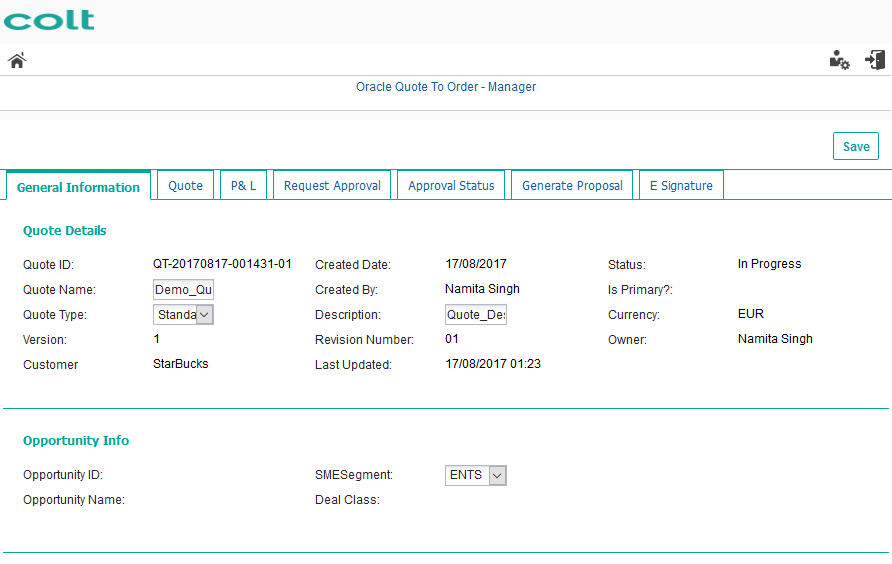 colt
Oracle Quote To Order - Manager
Save
General Information Quote P& L Request Approval Approval Status Generate Proposal E Signature
Quote Details
Quote ID: QT-20170817-001431-01 Created Date: 17/08/2017 Status: In Progress
Quote Name: Demo_Qu Created By: Namita Singh Is Primary?:
Quote Type: Standa Description: Quote_Des Currency: EUR
Version: 1 Revision Number: 01 Owner: Namita Singh
Customer StarBucks Last Updated: 17/08/2017 01:23
Opportunity Info
Opportunity ID: SMESegment: ENTS
Opportunity Name: Deal Class: